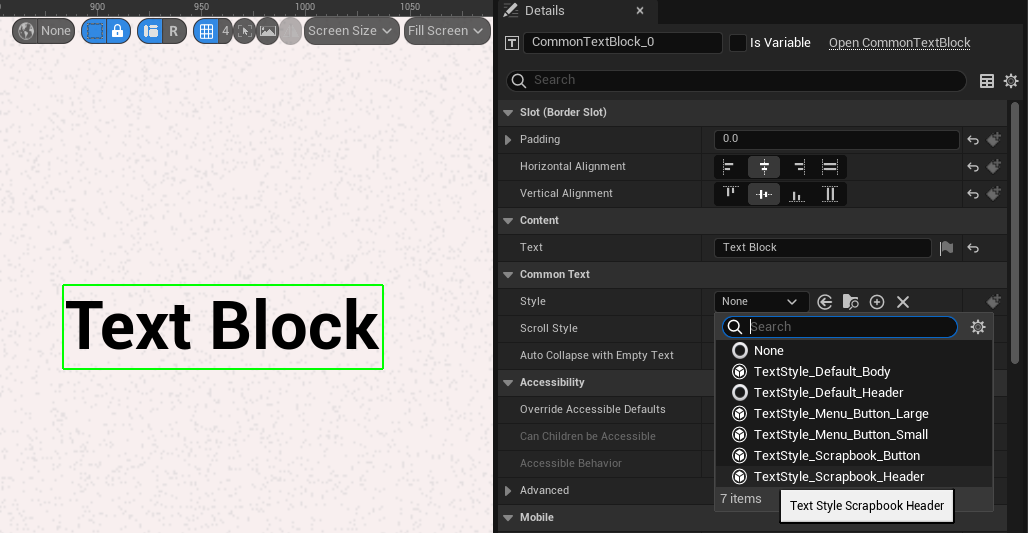 900
950
1000
1050
None
R
4
Screen Size
Fill Screen
Text Block
Details
CommonTextBlock_0
Is Variable
Open CommonTextBlock
Search
Slot (Border Slot)
Padding
0.0
Horizontal Alignment
Vertical Alignment
Content
Text
Text Block
Common Text
Style
None
Scroll Style
Search
Auto Collapse with Empty Text
None
TextStyle_Default_Body
Accessibility
TextStyle_Default_Header
Override Accessible Defaults
TextStyle_Menu_Button_Large
Can Children be Accessible
TextStyle_Menu_Button_Small
Accessible Behavior
TextStyle_Scrapbook_Button
TextStyle_Scrapbook_Header
Advanced
7 items
Text Style Scrapbook Header
Mobile